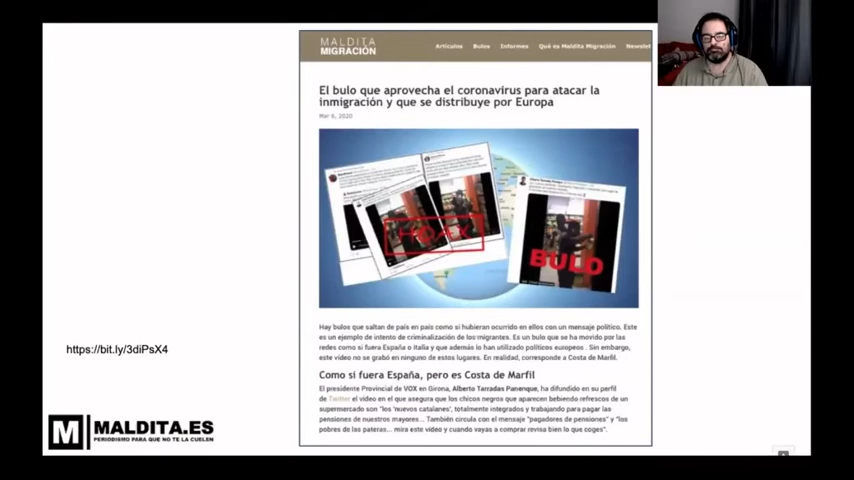 MALDITA
MIGRACIÓN
Artículos Bulos Informes Qué es Maldita Migración Newslet
El bulo que aprovecha el coronavirus para atacar la
inmigración y que se distribuye por Europa
Mar 6, 2020
HOAX
BULO
Hay bulos que saltan de país en país como si hubieran ocurrido en ellos con un mensaje político. Este
es un ejemplo de intento de criminalización de los migrantes. Es un bulo que se ha movido por las
redes como si fuera España o Italia y que además lo han utilizado políticos europeos . Sin embargo,
este vídeo no se grabó en ninguno de estos lugares. En realidad, corresponde a Costa de Marfil.
Como si fuera España, pero es Costa de Marfil
El presidente Provincial de VOX en Girona, Alberto Tarradas Paneque, ha difundido en su perfil
de Twitter el vídeo en el que asegura que los chicos negros que aparecen bebiendo refrescos de un
supermercado son "los 'nuevos catalanes', totalmente integrados y trabajando para pagar las
pensiones de nuestros mayores... También circula con el mensaje "pagadores de pensiones" y "los
pobres de las pateras... mira este vídeo y cuando vayas a comprar revisa bien lo que coges".
https://bit.ly/3diPsX4
M
MALDITA.ES
PERIODISMO PARA QUE NO TE LA CUELEN